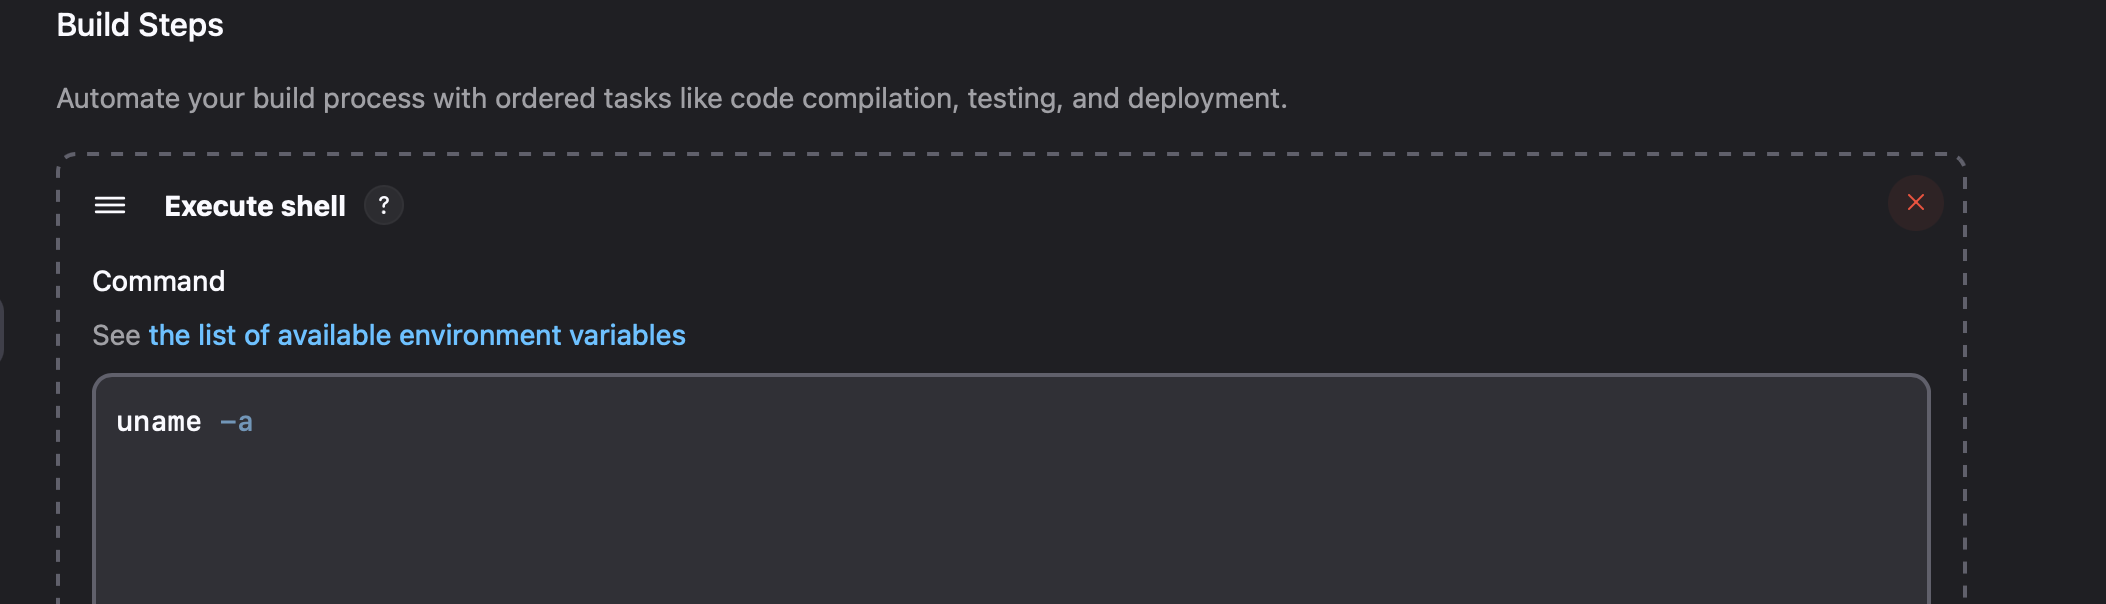 Build Steps
Automate your build process with ordered tasks like code compilation, testing, and deployment.
Execute shell ?
Command
See the list of available environment variables
uname -a